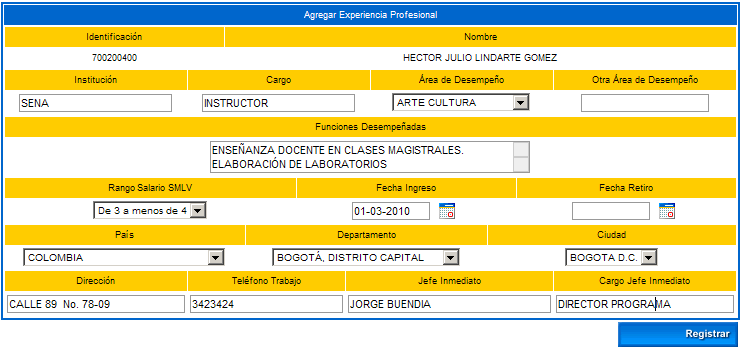 Agregar Experiencia Profesional
Identificación Nombre
700200400 HECTOR JULIO LINDARTE GOMEZ
Institución Cargo Área de Desempeño Otra Área de Desempeño
SENA INSTRUCTOR ARTE CULTURA
Funciones Desempeñadas
ENSEÑANZA DOCENTE EN CLASES MAGISTRALES.
ELABORACIÓN DE LABORATORIOS
Rango Salario SMLV Fecha Ingreso Fecha Retiro
De 3 a menos de 4 01-03-2010
País Departamento Ciudad
COLOMBIA BOGOTÁ, DISTRITO CAPITAL BOGOTA D.C.
Dirección Teléfono Trabajo Jefe Inmediato Cargo Jefe Inmediato
CALLE 89 No. 78-09 3423424 JORGE BUENDIA DIRECTOR PROGRAMA
Registrar